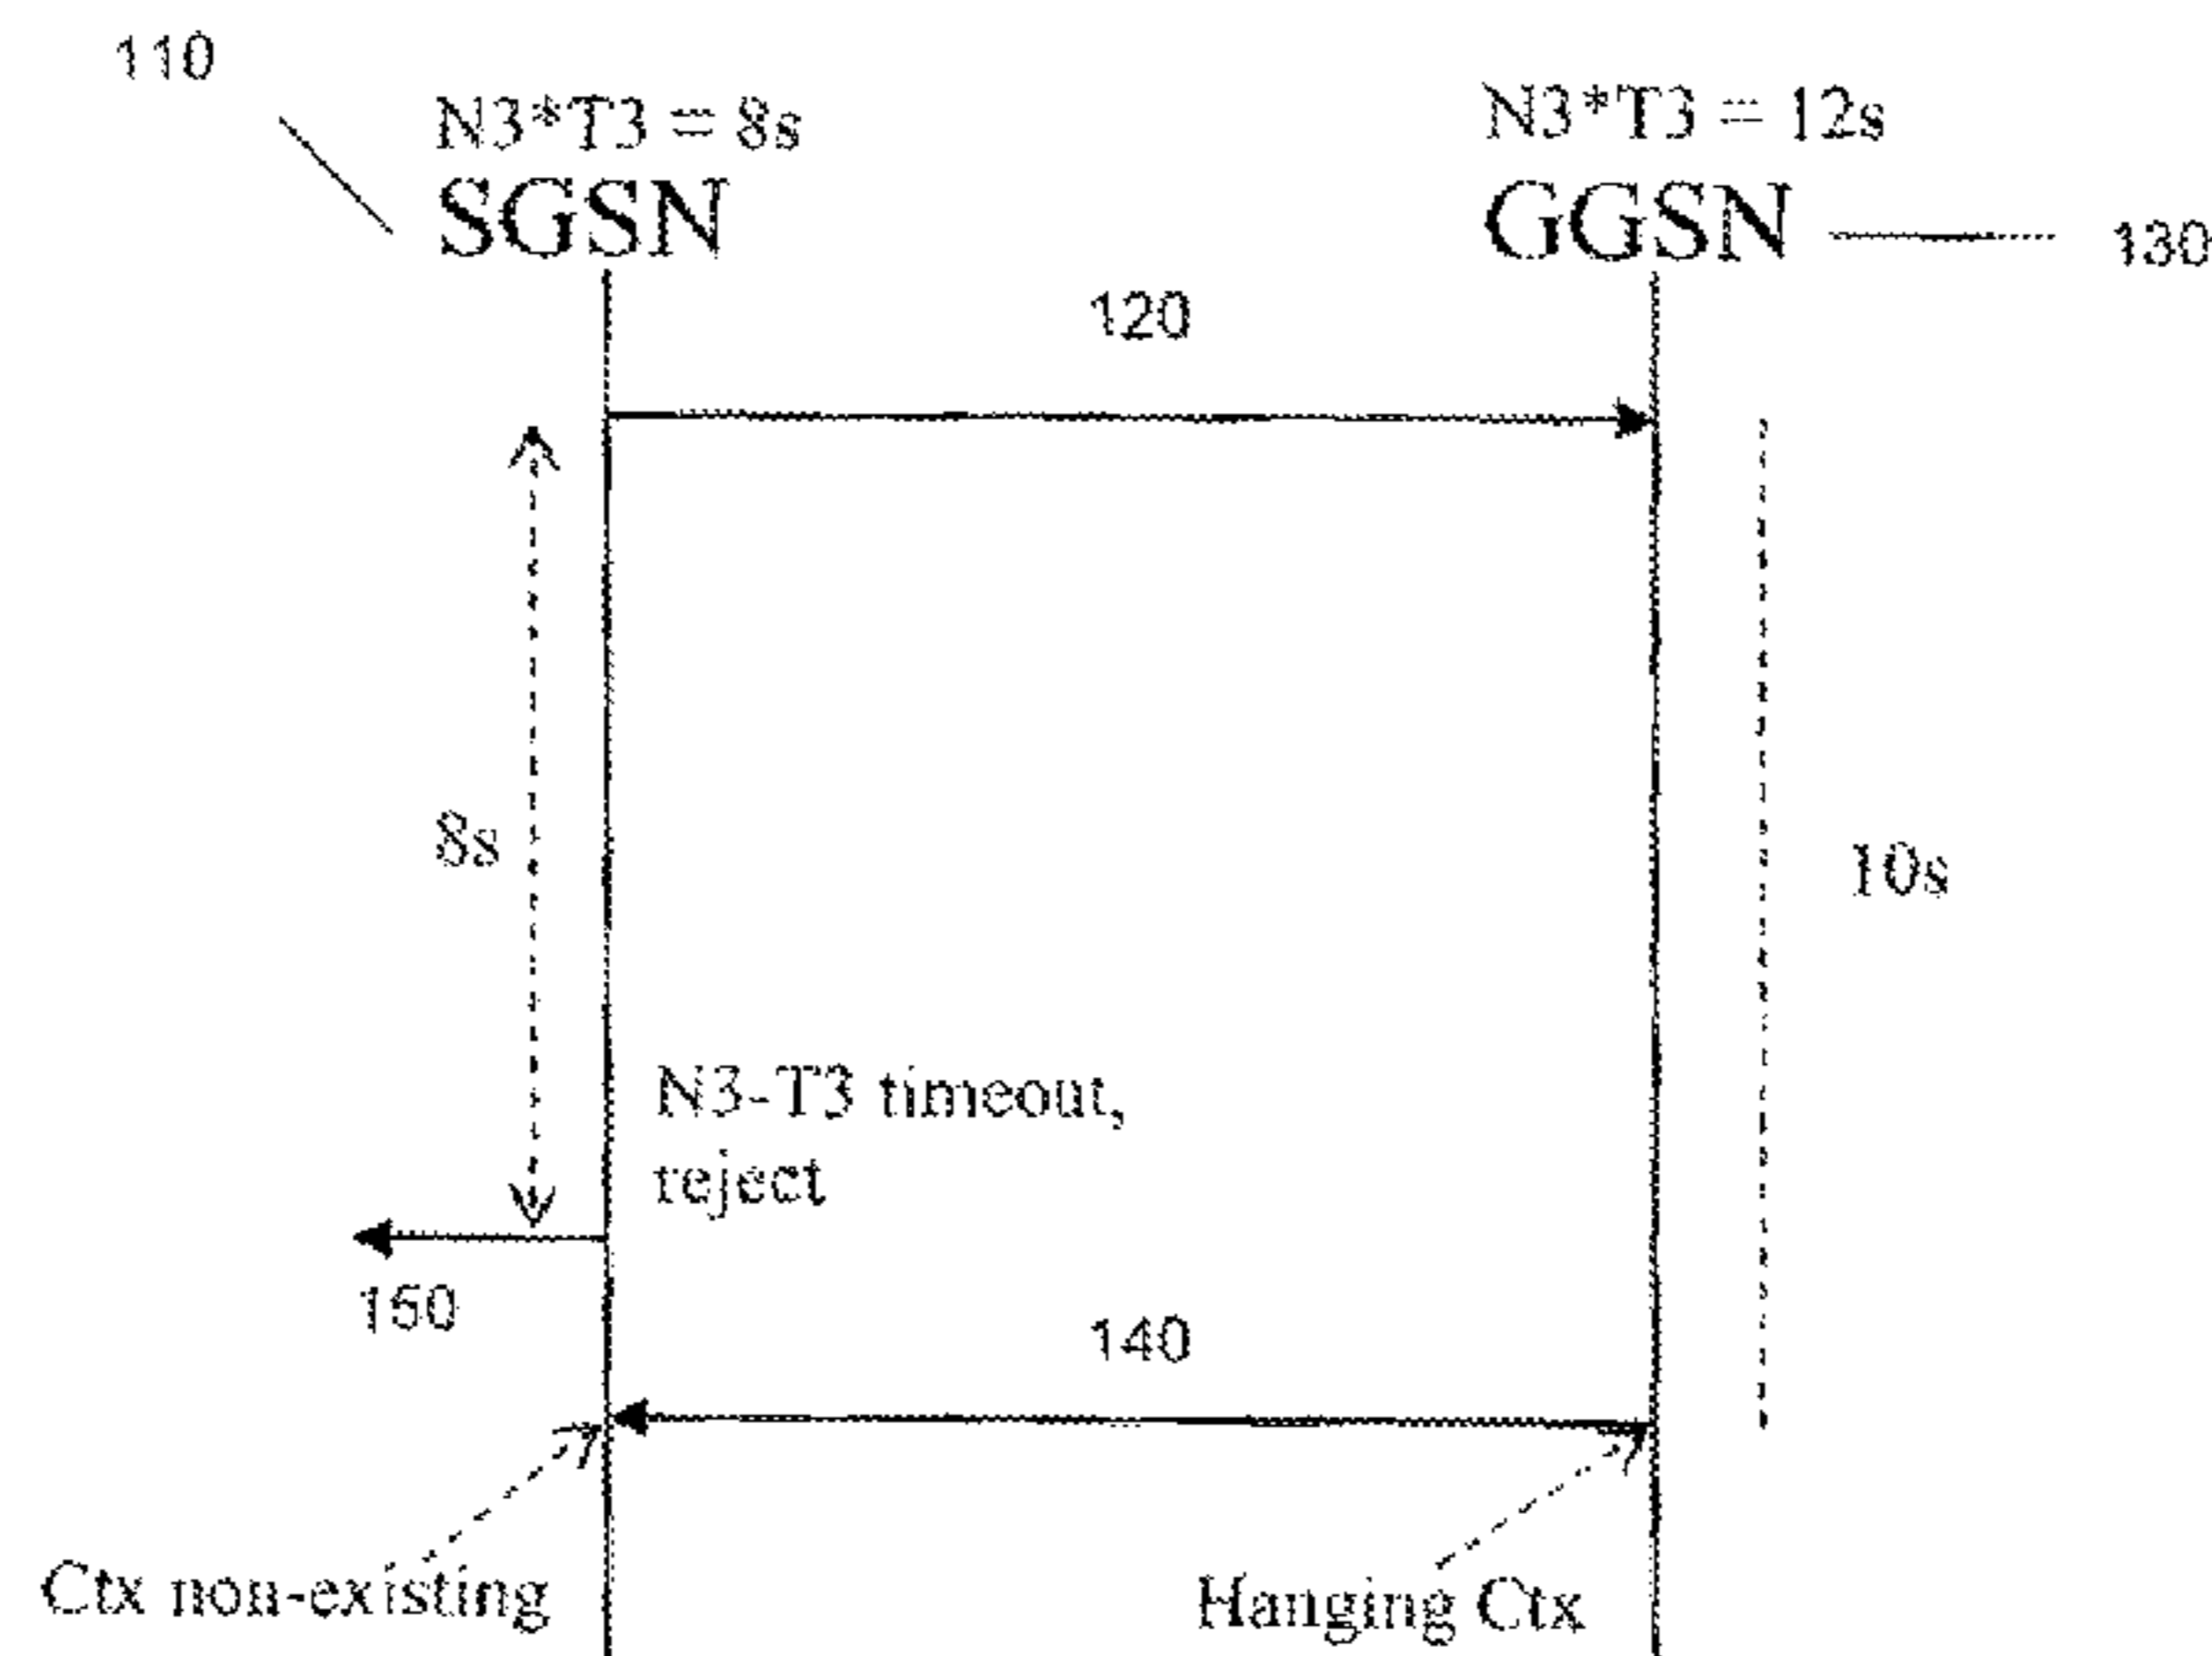 110
N3*T3 = 8s
N3*T3 = 12s
SGSN
GGSN
130
120
8s
10s
N3-T3 timeout,
reject
150
140
Ctx non-existing
Hanging Ctx